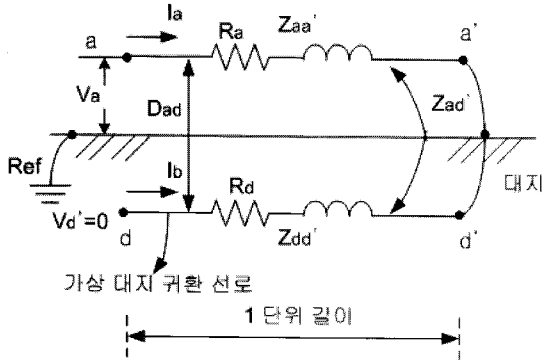 Ia
a
Ra
Zaa'
a'
Va
Dad
Zad'
Ref
Ib
대지
Rd
Vd'=0
d
Zdd'
d'
가상 대지 귀환 선로
1 단위 길이